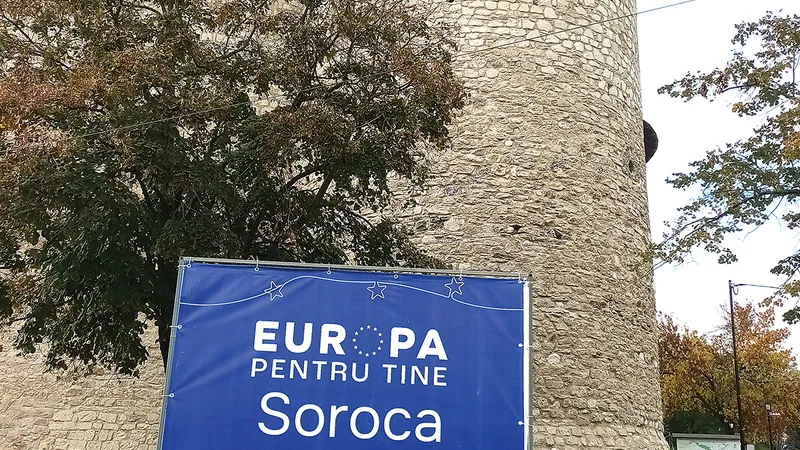 EUROPA
PENTRU TINE
Soroca